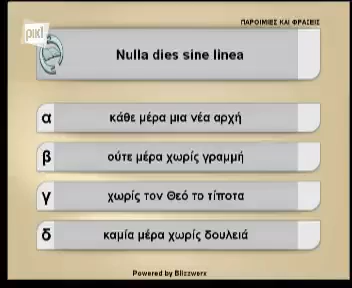 ΠΑΡΟΙΜΙΕΣ ΚΑΙ ΦΡΑΣΕΙΣ
pik1
Nulla dies sine linea
α κάθε μέρα μια νέα αρχή
β ούτε μέρα χωρίς γραμμή
γ χωρίς τον Θεό το τίποτα
δ καμία μέρα χωρίς δουλειά
Powered by Blizzwerx